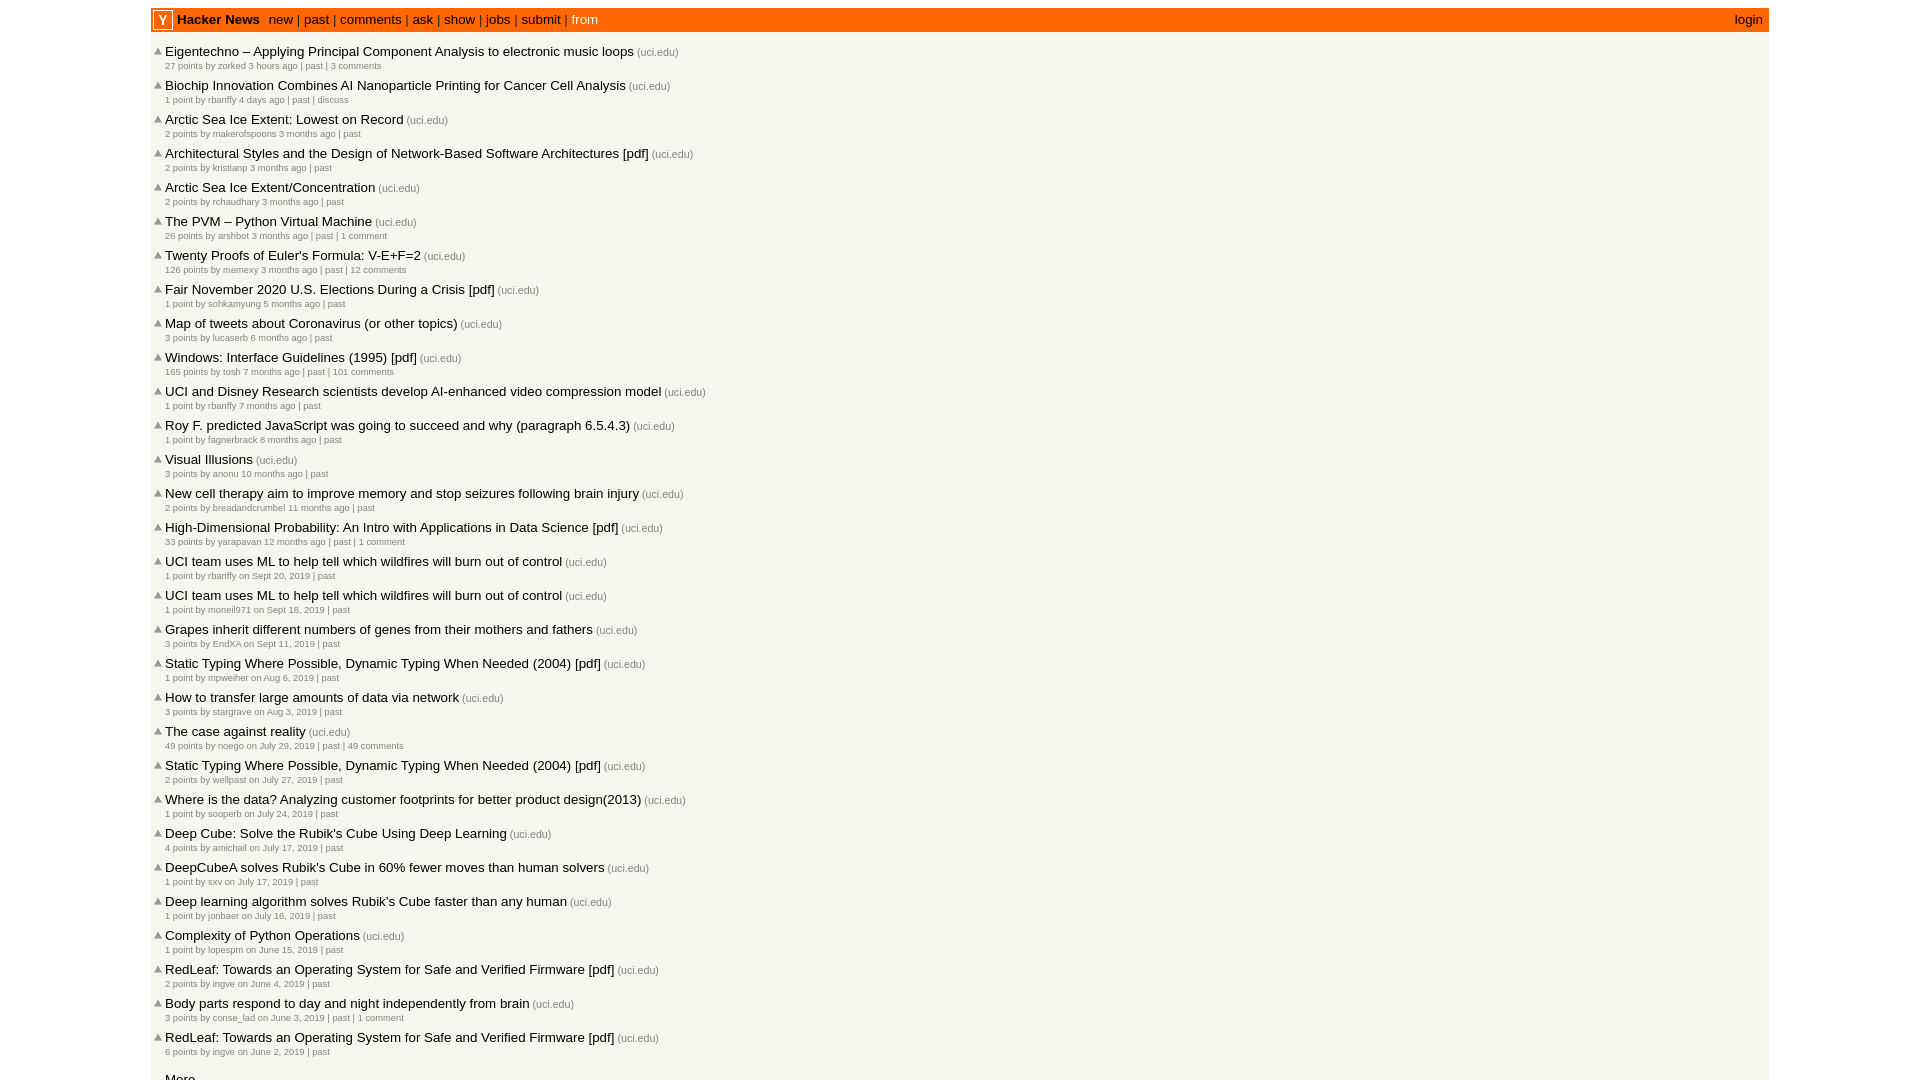 Y Hacker News new | past | comments | ask | show | jobs | submit | from login
Eigentechno – Applying Principal Component Analysis to electronic music loops (uci.edu)
27 points by zorked 3 hours ago | past | 3 comments
Biochip Innovation Combines AI Nanoparticle Printing for Cancer Cell Analysis (uci.edu)
1 point by rbanffy 4 days ago | past | discuss
Arctic Sea Ice Extent: Lowest on Record (uci.edu)
2 points by makerofspoons 3 months ago | past
Architectural Styles and the Design of Network-Based Software Architectures [pdf] (uci.edu)
2 points by kristianp 3 months ago | past
Arctic Sea Ice Extent/Concentration (uci.edu)
2 points by rchaudhary 3 months ago | past
The PVM – Python Virtual Machine (uci.edu)
26 points by arshbot 3 months ago | past | 1 comment
Twenty Proofs of Euler's Formula: V-E+F=2 (uci.edu)
126 points by memexy 3 months ago | past | 12 comments
Fair November 2020 U.S. Elections During a Crisis [pdf] (uci.edu)
1 point by sohkamyung 5 months ago | past
Map of tweets about Coronavirus (or other topics) (uci.edu)
3 points by lucaserb 6 months ago | past
Windows: Interface Guidelines (1995) [pdf] (uci.edu)
165 points by tosh 7 months ago | past | 101 comments
UCI and Disney Research scientists develop AI-enhanced video compression model (uci.edu)
1 point by rbanffy 7 months ago | past
Roy F. predicted JavaScript was going to succeed and why (paragraph 6.5.4.3) (uci.edu)
1 point by fagnerbrack 8 months ago | past
Visual Illusions (uci.edu)
3 points by anonu 10 months ago | past
New cell therapy aim to improve memory and stop seizures following brain injury (uci.edu)
2 points by breadandcrumbel 11 months ago | past
High-Dimensional Probability: An Intro with Applications in Data Science [pdf] (uci.edu)
33 points by yarapavan 12 months ago | past | 1 comment
UCI team uses ML to help tell which wildfires will burn out of control (uci.edu)
1 point by rbanffy on Sept 20, 2019 | past
UCI team uses ML to help tell which wildfires will burn out of control (uci.edu)
1 point by moneil971 on Sept 18, 2019 | past
Grapes inherit different numbers of genes from their mothers and fathers (uci.edu)
3 points by EndXA on Sept 11, 2019 | past
Static Typing Where Possible, Dynamic Typing When Needed (2004) [pdf] (uci.edu)
1 point by mpweiher on Aug 6, 2019 | past
How to transfer large amounts of data via network (uci.edu)
3 points by stargrave on Aug 3, 2019 | past
The case against reality (uci.edu)
49 points by noego on July 29, 2019 | past | 49 comments
Static Typing Where Possible, Dynamic Typing When Needed (2004) [pdf] (uci.edu)
2 points by wellpast on July 27, 2019 | past
Where is the data? Analyzing customer footprints for better product design(2013) (uci.edu)
1 point by sooperb on July 24, 2019 | past
Deep Cube: Solve the Rubik's Cube Using Deep Learning (uci.edu)
4 points by amichail on July 17, 2019 | past
DeepCubeA solves Rubik's Cube in 60% fewer moves than human solvers (uci.edu)
1 point by sxv on July 17, 2019 | past
Deep learning algorithm solves Rubik’s Cube faster than any human (uci.edu)
1 point by jonbaer on July 16, 2019 | past
Complexity of Python Operations (uci.edu)
1 point by lopespm on June 15, 2019 | past
RedLeaf: Towards an Operating System for Safe and Verified Firmware [pdf] (uci.edu)
2 points by ingve on June 4, 2019 | past
Body parts respond to day and night independently from brain (uci.edu)
3 points by conse_lad on June 3, 2019 | past | 1 comment
RedLeaf: Towards an Operating System for Safe and Verified Firmware [pdf] (uci.edu)
6 points by ingve on June 2, 2019 | past
More